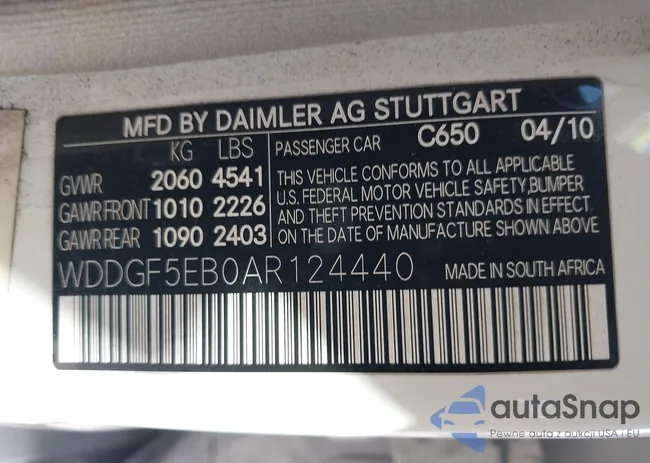 MFD BY DAIMLER AG STUTTGART
KG LBS
GVWR 2060 4541
GAWR FRONT 1010 2226
GAWR REAR 1090 2403
PASSENGER CAR C650 04/10
THIS VEHICLE CONFORMS TO ALL APPLICABLE
U.S. FEDERAL MOTOR VEHICLE SAFETY, BUMPER
AND THEFT PREVENTION STANDARDS IN EFFECT
ON THE DATE OF MANUFACTURE SHOWN ABOVE
WDDGF5EB0AR124440
MADE IN SOUTH AFRICA
autaSnap
Pewne auta z aukcji USA i EU